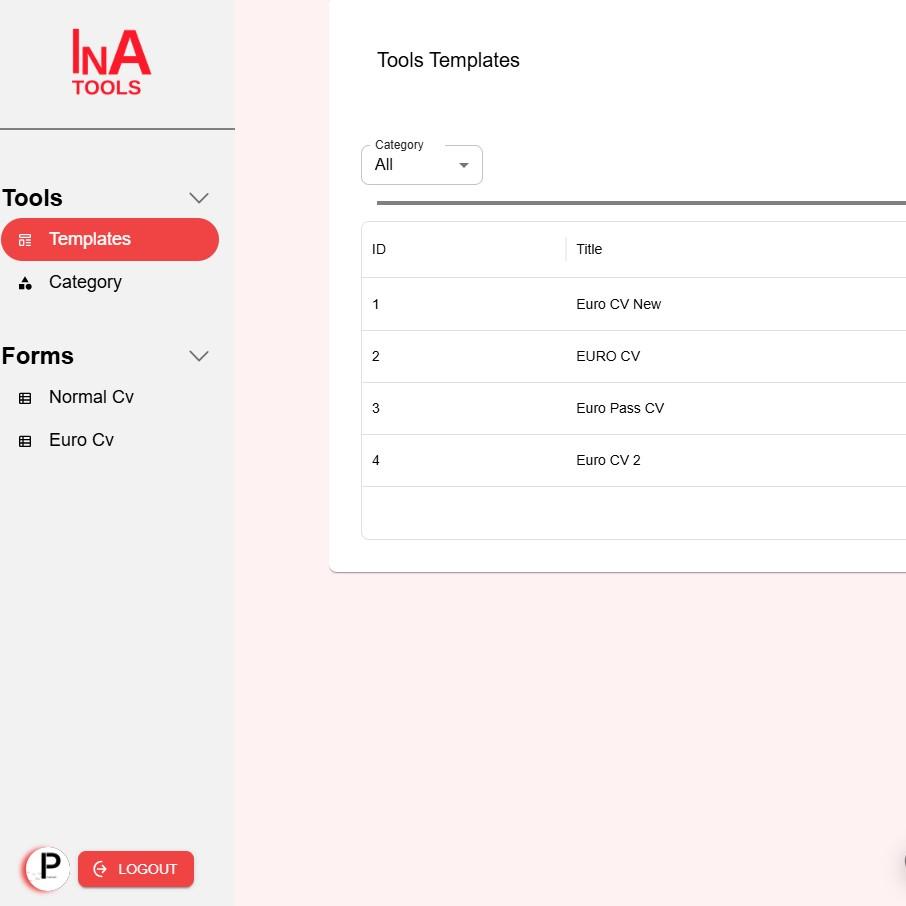 InA
TOOLS
Tools
Templates
Category
Forms
Normal Cv
Euro Cv
P
LOGOUT
Tools Templates
Category
All
ID Title
1 Euro CV New
2 EURO CV
3 Euro Pass CV
4 Euro CV 2